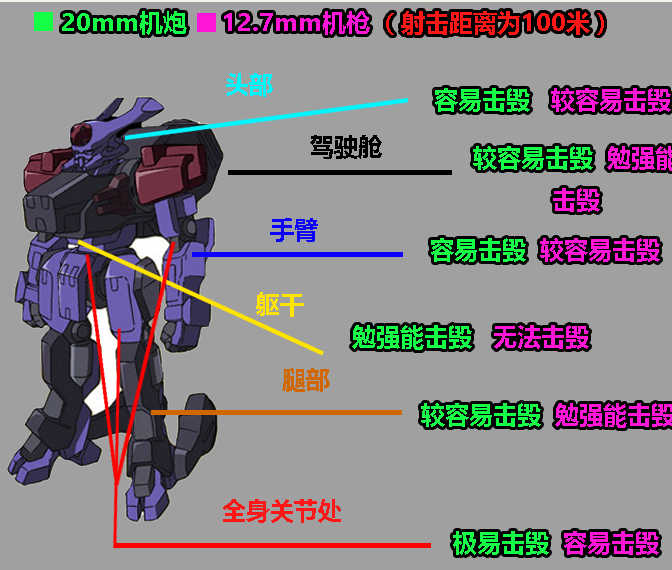 20mm机炮 12.7mm机枪（射击距离为100米）
头部
容易击毁 较容易击毁
驾驶舱
较容易击毁 勉强能
击毁
手臂
容易击毁 较容易击毁
躯干
勉强能击毁 无法击毁
腿部
较容易击毁 勉强能击毁
全身关节处
极易击毁 容易击毁